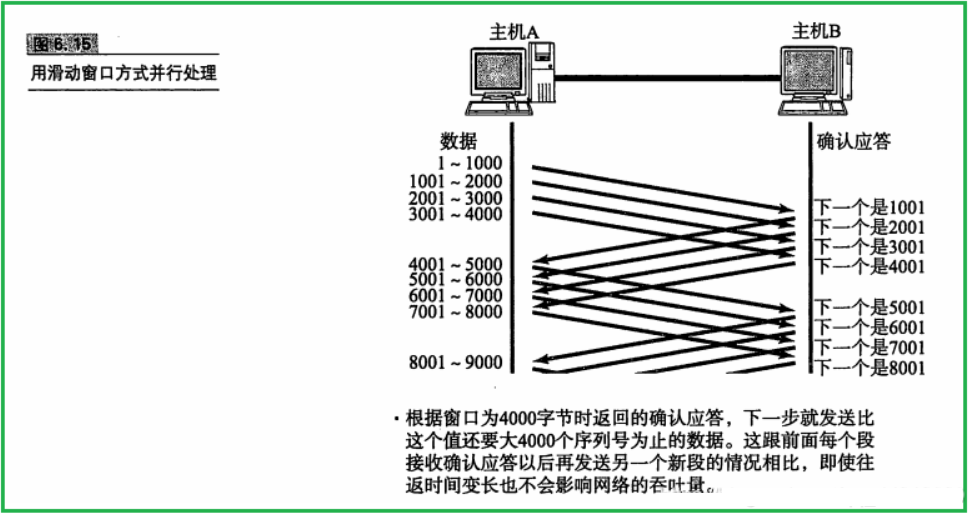 图6.15
用滑动窗口方式并行处理
主机A
主机B
数据
确认应答
1~1000
1001~2000
2001~3000
3001~4000
下一个是1001
下一个是2001
下一个是3001
下一个是4001
4001~5000
5001~6000
6001~7000
7001~8000
下一个是5001
下一个是6001
下一个是7001
下一个是8001
8001~9000
·根据窗口为4000字节时返回的确认应答，下一步就发送比
这个值还要大4000个序列号为止的数据。这跟前面每个段
接收确认应答以后再发送另一个新段的情况相比，即使往
返时间变长也不会影响网络的吞吐量。